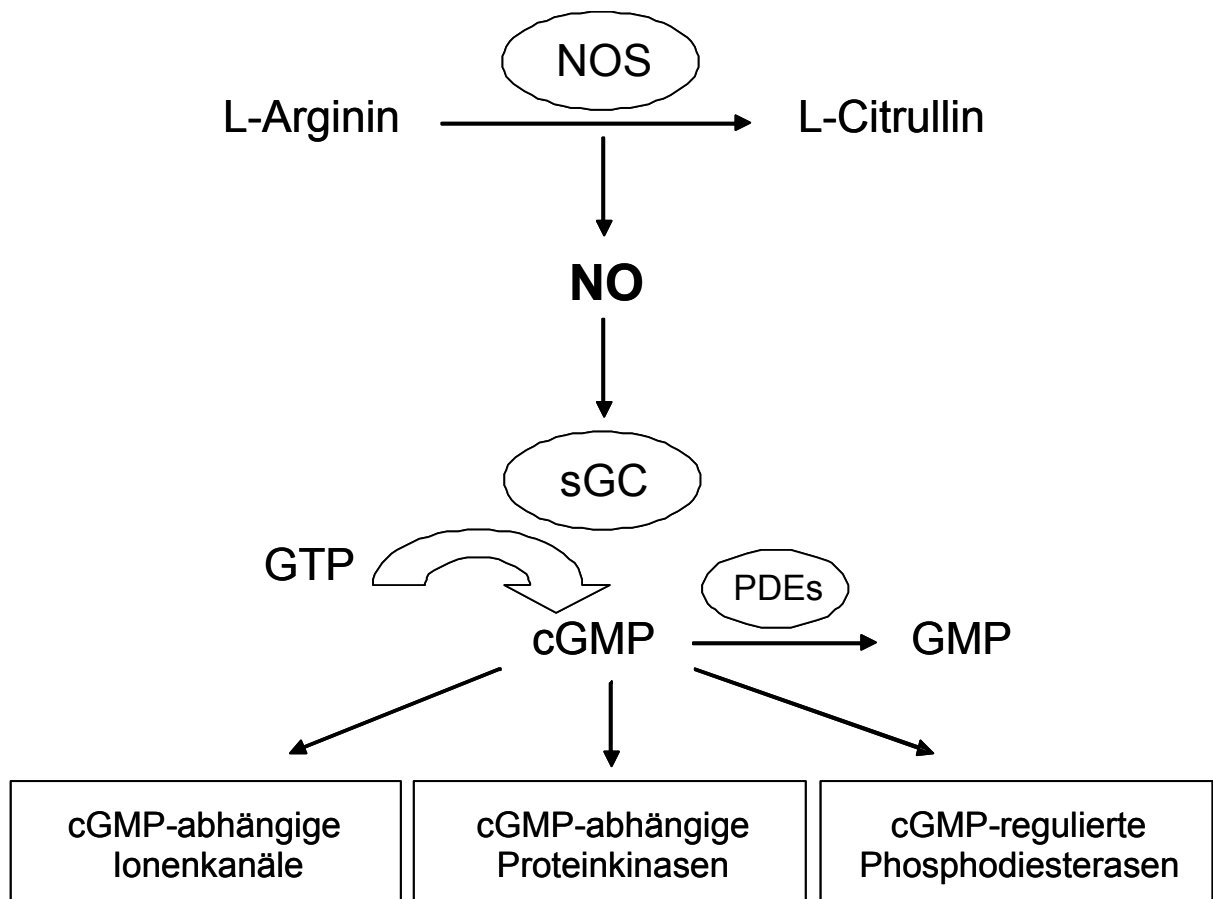 NOS
L-Arginin
L-Citrullin
NO
sGC
GTP
PDEs
cGMP
GMP
cGMP-abhängige
Ionenkanäle
cGMP-abhängige
Proteinkinasen
cGMP-regulierte
Phosphodiesterasen